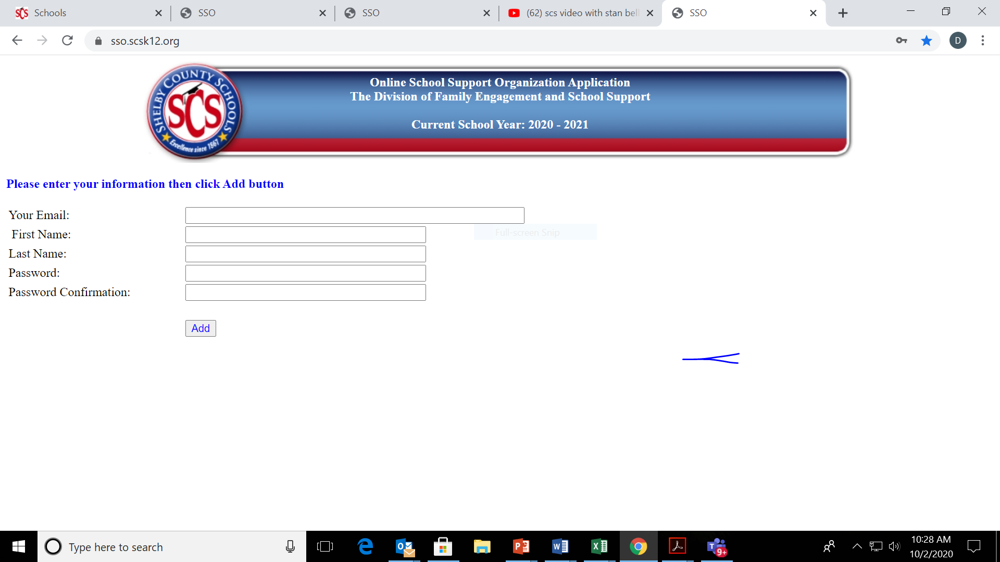 Schools
SSO
SSO
(62) scs video with stan bell
SSO
sso.scsk12.org
D
SHELBY COUNTY SCHOOLS
SCS
Excellence since 1867
Online School Support Organization Application
The Division of Family Engagement and School Support
Current School Year: 2020 - 2021
Please enter your information then click Add button
Your Email:
First Name:
Full-screen Snip
Last Name:
Password:
Password Confirmation:
Add
Type here to search
9+
10:28 AM
10/2/2020